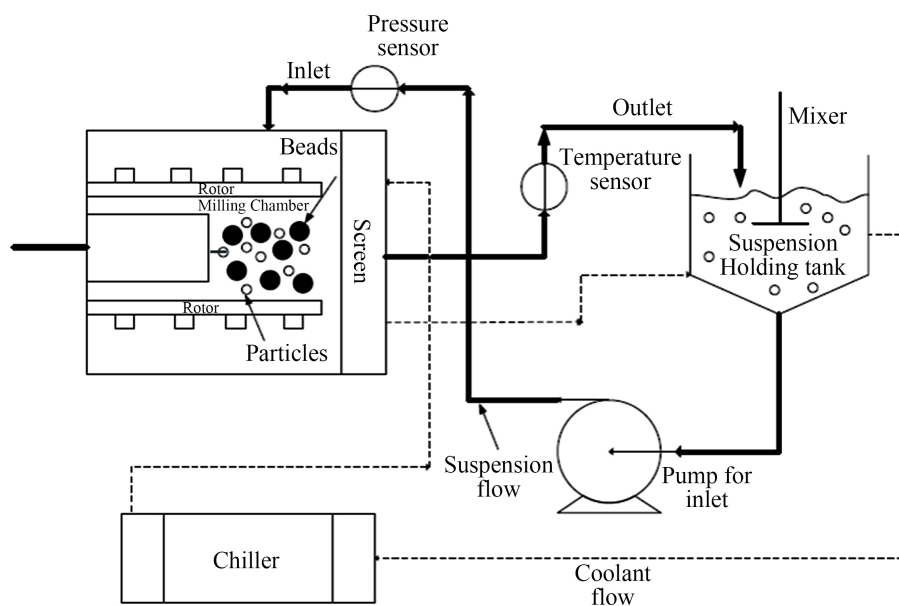 Pressure
sensor
Inlet
Outlet
Mixer
Beads
Temperature
sensor
Rotor
Milling Chamber
Screen
Suspension
Holding tank
Rotor
Particles
Suspension
flow
Pump for
inlet
Chiller
Coolant
flow